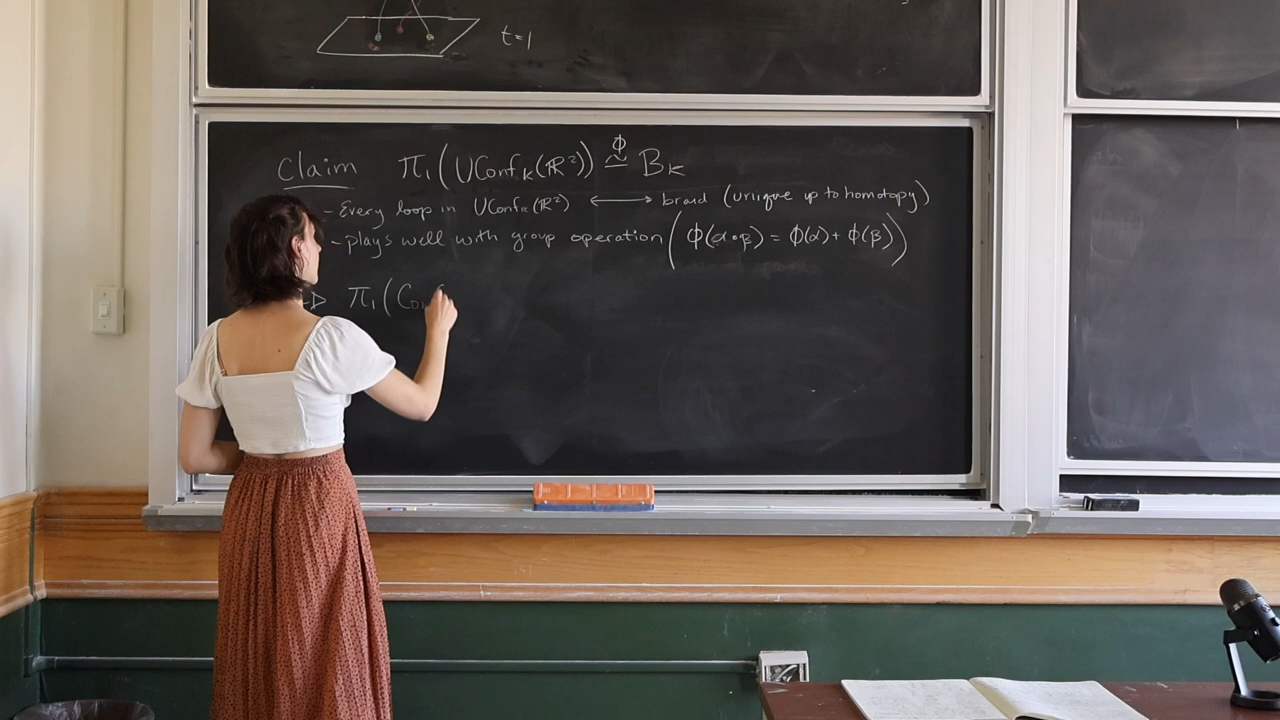 t=1
Claim π₁(UConfₖ(ℝ²)) ≅^ϕ Bₖ
- Every loop in UConfₖ(ℝ²) ⟷ braid (unique up to homotopy)
- plays well with group operation (ϕ(α∘β) = ϕ(α) + ϕ(β))
π₁(Con